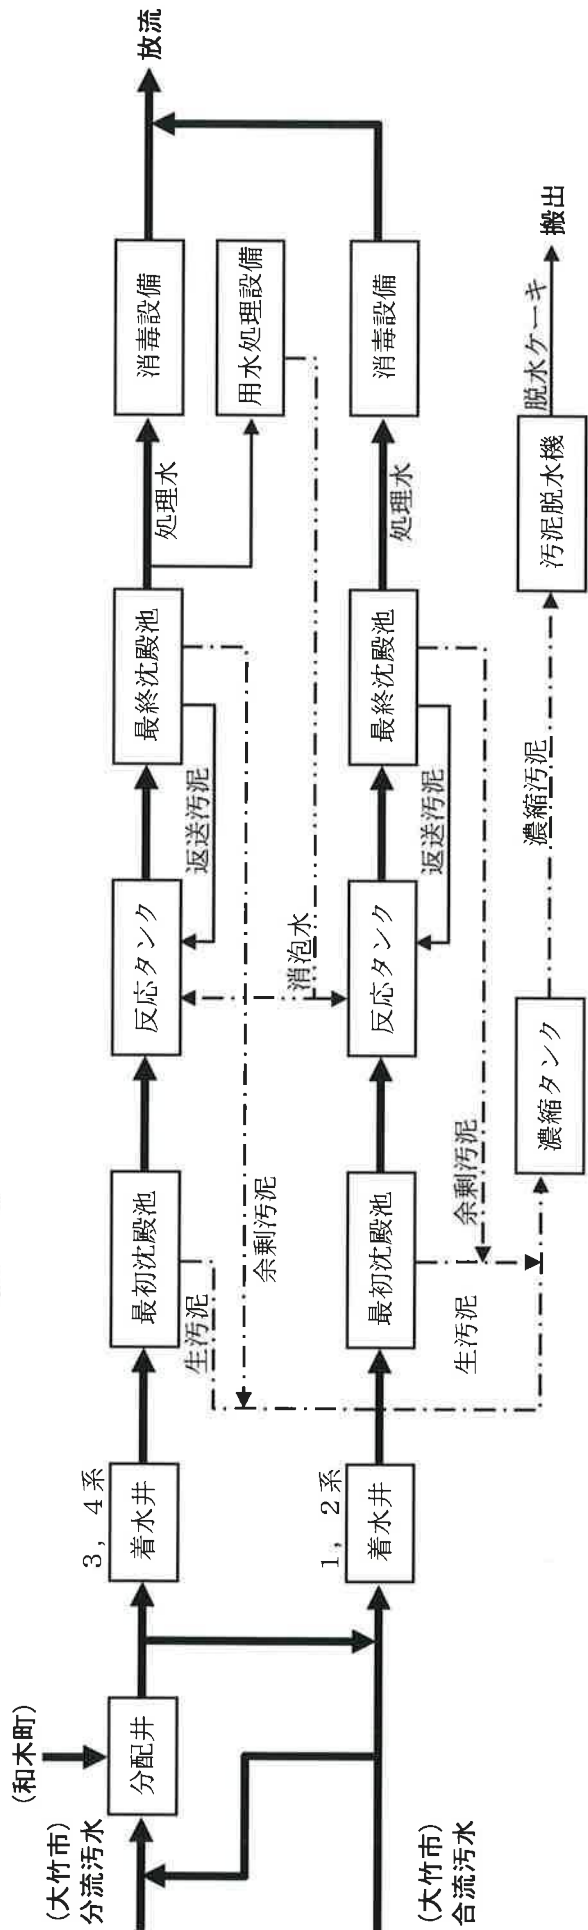 (和木町)
(大竹市)
分流汚水
分配井
3，4系
着水井
最初沈殿池
生汚泥
余剰汚泥
反応タンク
消泡水
返送汚泥
最終沈殿池
処理水
消毒設備
用水処理設備
放流
(大竹市)
合流汚水
1，2系
着水井
最初沈殿池
生汚泥
余剰汚泥
反応タンク
返送汚泥
最終沈殿池
処理水
消毒設備
濃縮タンク
濃縮汚泥
汚泥脱水機
脱水ケーキ
搬出